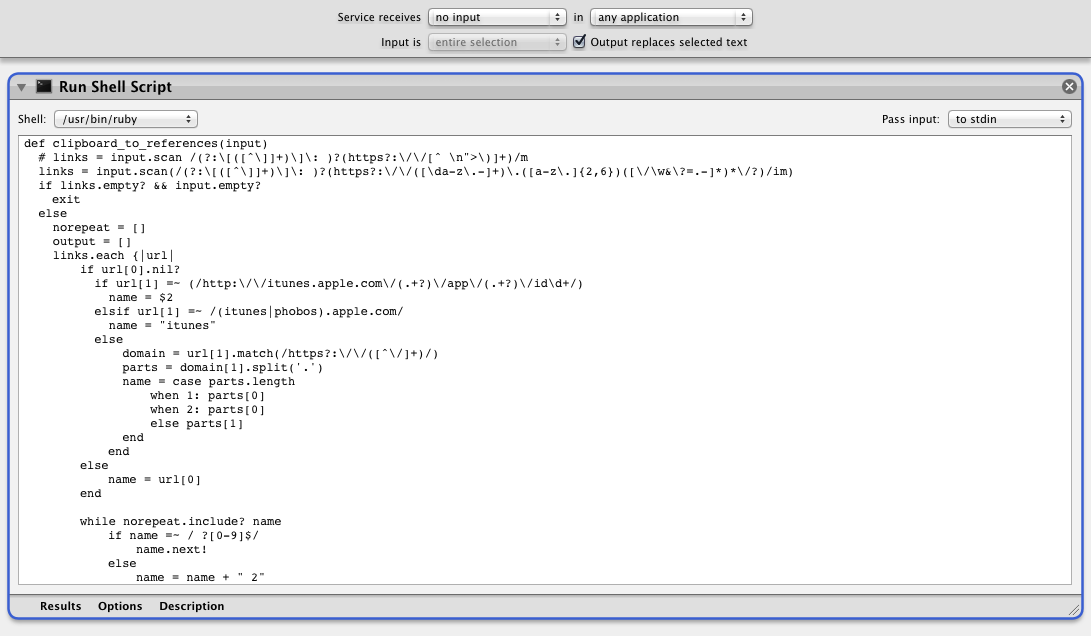 Service receives no input in any application
Input is entire selection Output replaces selected text
Run Shell Script
Shell: /usr/bin/ruby Pass input: to stdin
def clipboard_to_references(input)
  # links = input.scan /(?:\[([^\]]+)\]\: )?(https?:\/\/[^ \n">\)]+)/m
  links = input.scan(/(?:\[([^\]]+)\]\: )?(https?:\/\/([\da-z\.-]+)\.([a-z\.]{2,6})([\/\w&\?=.-]*)*\/?)/im)
  if links.empty? && input.empty?
    exit
  else
    norepeat = []
    output = []
    links.each {|url|
        if url[0].nil?
          if url[1] =~ (/http:\/\/itunes.apple.com\/(.+?)\/app\/(.+?)\/id\d+/)
            name = $2
          elsif url[1] =~ /(itunes|phobos).apple.com/
            name = "itunes"
          else
              domain = url[1].match(/https?:\/\/([^\/]+)/)
              parts = domain[1].split('.')
              name = case parts.length
                  when 1: parts[0]
                  when 2: parts[0]
                  else parts[1]
              end
            end
        else
            name = url[0]
        end

        while norepeat.include? name
            if name =~ / ?[0-9]$/
                name.next!
            else
                name = name + " 2"
Results Options Description